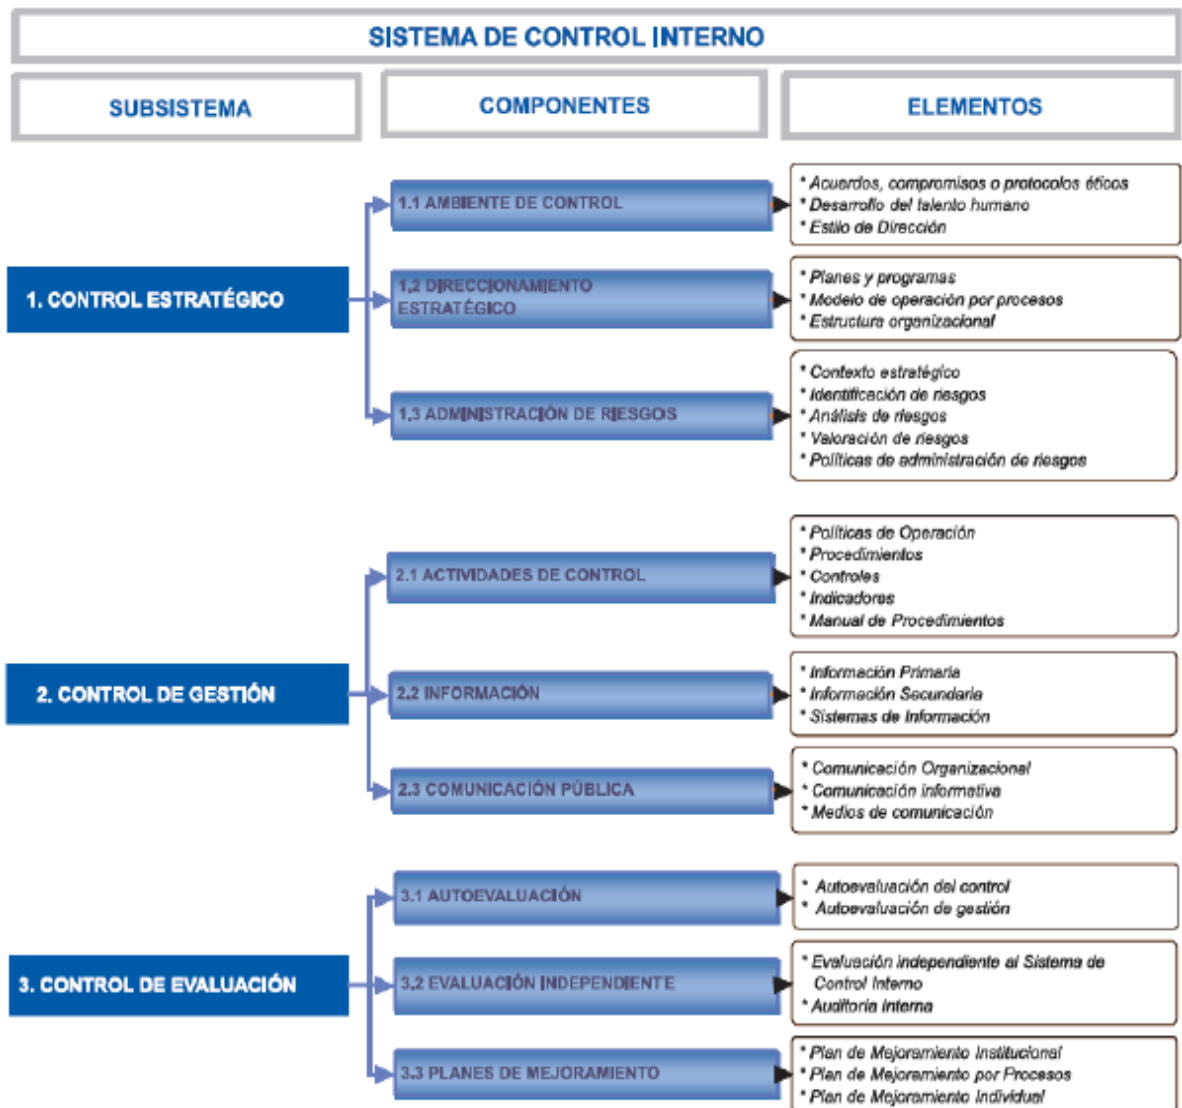 SISTEMA DE CONTROL INTERNO
SUBSISTEMA
COMPONENTES
ELEMENTOS
1. CONTROL ESTRATÉGICO
1.1 AMBIENTE DE CONTROL
* Acuerdos, compromisos o protocolos éticos
* Desarrollo del talento humano
* Estilo de Dirección
1,2 DIRECCIONAMIENTO
ESTRATÉGICO
* Planes y programas
* Modelo de operación por procesos
* Estructura organizacional
1,3 ADMINISTRACIÓN DE RIESGOS
* Contexto estratégico
* Identificación de riesgos
* Análisis de riesgos
* Valoración de riesgos
* Políticas de administración de riesgos
2. CONTROL DE GESTIÓN
2.1 ACTIVIDADES DE CONTROL
* Políticas de Operación
* Procedimientos
* Controles
* Indicadores
* Manual de Procedimientos
2.2 INFORMACIÓN
* Información Primaria
* Información Secundaria
* Sistemas de Información
2.3 COMUNICACIÓN PÚBLICA
* Comunicación Organizacional
* Comunicación informativa
* Medios de comunicación
3. CONTROL DE EVALUACIÓN
3.1 AUTOEVALUACIÓN
* Autoevaluación del control
* Autoevaluación de gestión
3,2 EVALUACIÓN INDEPENDIENTE
* Evaluación independiente al Sistema de
Control Interno
* Auditoría Interna
3.3 PLANES DE MEJORAMIENTO
* Plan de Mejoramiento Institucional
* Plan de Mejoramiento por Procesos
* Plan de Mejoramiento Individual